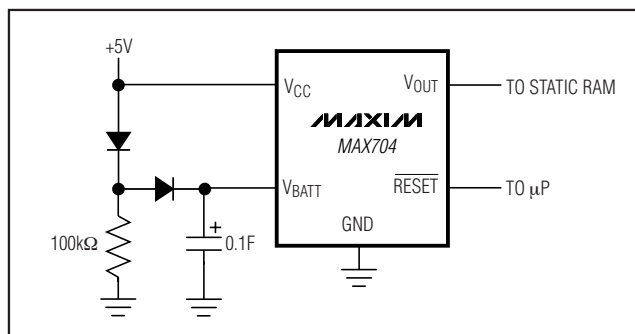 +5V
VCC
VOUT
TO STATIC RAM
MAXIM
MAX704
VBATT
RESET
TO μP
GND
100kΩ
+
0.1F